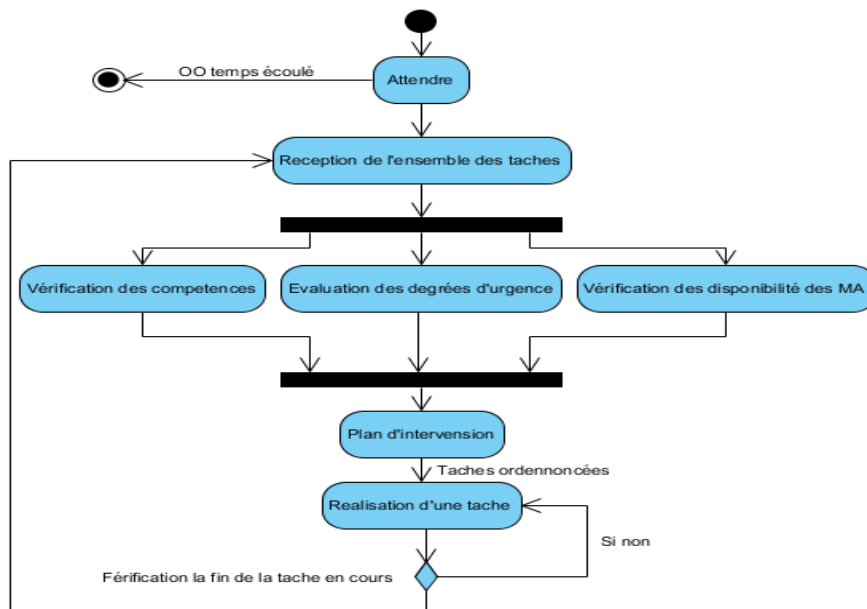 OO temps écoulé
Attendre
Reception de l'ensemble des taches
Vérification des competences
Evaluation des degrées d'urgence
Vérification des disponibilité des MA
Plan d'intervension
Taches ordennoncées
Realisation d'une tache
Si non
Férification la fin de la tache en cours